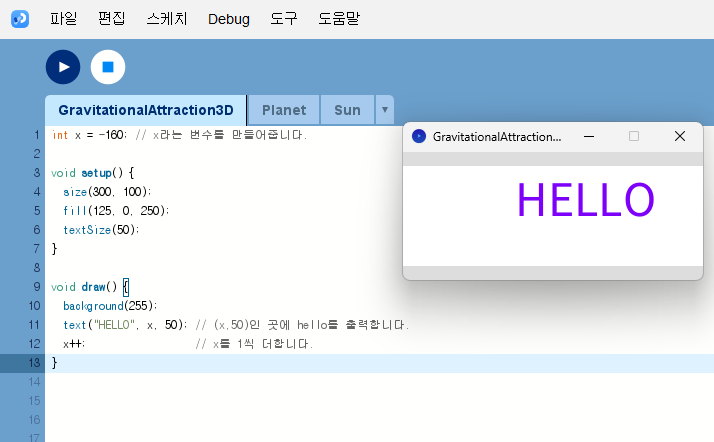 파일 편집 스케치 Debug 도구 도움말
GravitationalAttraction3D Planet Sun ▼
GravitationalAttraction...
HELLO
1 int x = -160; // x라는 변수를 만들어줍니다.
2
3 void setup() {
4 size(300, 100);
5 fill(125, 0, 250);
6 textSize(50);
7 }
8
9 void draw() {
10 background(255);
11 text("HELLO", x, 50); // (x,50)인 곳에 hello를 출력합니다.
12 x++; // x를 1씩 더합니다.
13 }
14
15
16
17